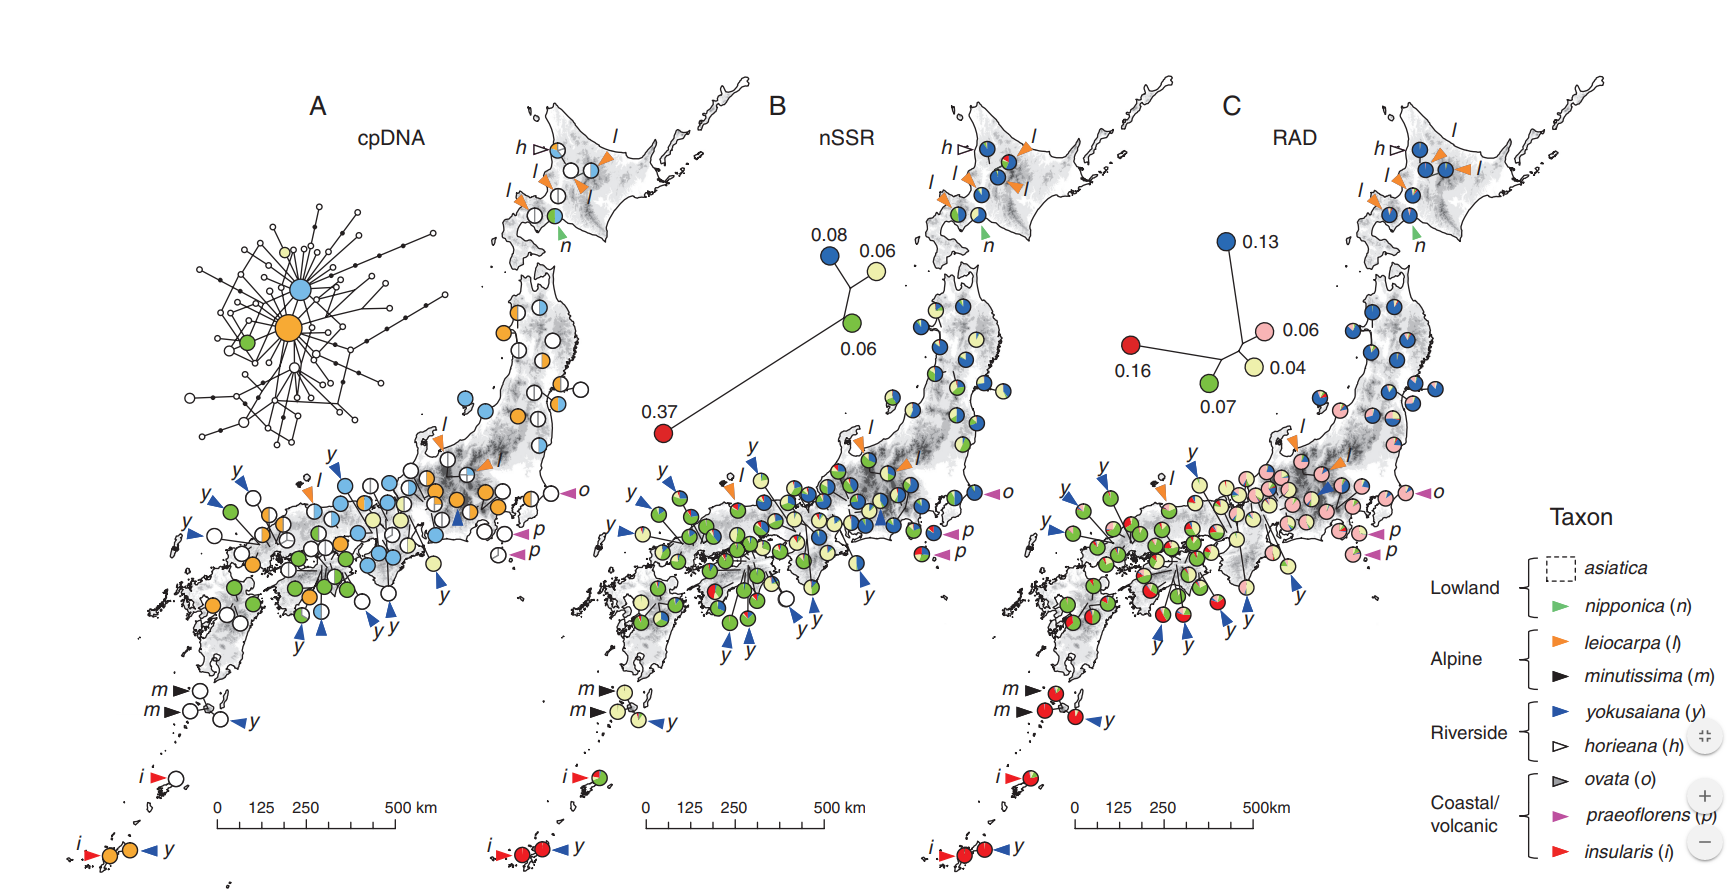 A
cpDNA
h
l
l
l
l
n
l
l
y
y
y
y
l
o
p
p
y
y
y
y
y
m
m
y
i
i
y
0 125 250 500 km
B
nSSR
h
l
l
l
l
n
0.08
0.06
0.06
0.37
l
l
y
y
y
y
l
o
p
p
y
y
y
y
y
m
m
y
i
i
y
0 125 250 500 km
C
RAD
h
l
l
l
l
n
0.13
0.06
0.16
0.04
0.07
l
l
y
y
y
y
l
o
p
p
y
y
y
y
y
m
m
y
i
i
y
0 125 250 500km
Taxon
Lowland
asiatica
nipponica (n)
Alpine
leiocarpa (l)
minutissima (m)
Riverside
yokusaiana (y)
horieana (h)
Coastal/
volcanic
ovata (o)
praeoflorens (p)
insularis (i)